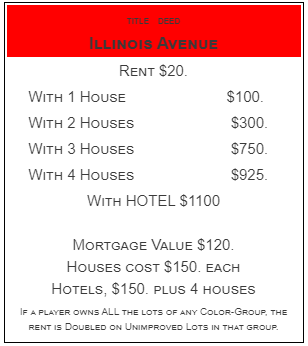 TITLE DEED
ILLINOIS AVENUE
RENT $20.
WITH 1 HOUSE $100.
WITH 2 HOUSES $300.
WITH 3 HOUSES $750.
WITH 4 HOUSES $925.
WITH HOTEL $1100
MORTGAGE VALUE $120.
HOUSES COST $150. EACH
HOTELS, $150. PLUS 4 HOUSES
IF A PLAYER OWNS ALL THE LOTS OF ANY COLOR-GROUP, THE
RENT IS DOUBLED ON UNIMPROVED LOTS IN THAT GROUP.